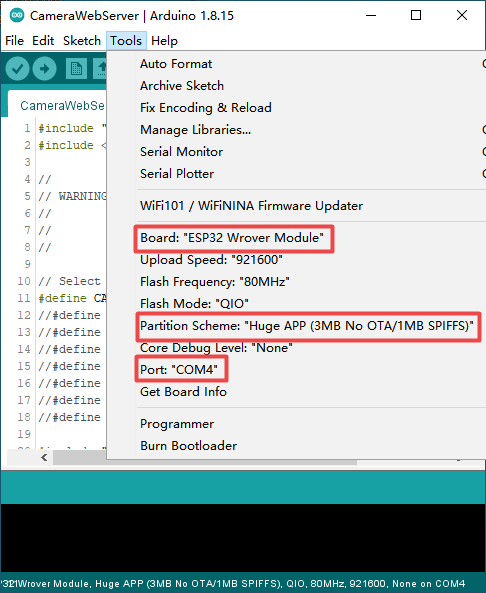 CameraWebServer | Arduino 1.8.15
File Edit Sketch Tools Help
CameraWebSer
Auto Format
Archive Sketch
Fix Encoding & Reload
Manage Libraries...
Serial Monitor
Serial Plotter
WiFi101 / WiFiNINA Firmware Updater
Board: "ESP32 Wrover Module"
Upload Speed: "921600"
Flash Frequency: "80MHz"
Flash Mode: "QIO"
Partition Scheme: "Huge APP (3MB No OTA/1MB SPIFFS)"
Core Debug Level: "None"
Port: "COM4"
Get Board Info
Programmer
Burn Bootloader
1 #include "
2 #include <
3
4 //
5 // WARNING
6 //
7 //
8 //
9
10 // Select
11 #define CA
12 //#define
13 //#define
14 //#define
15 //#define
16 //#define
17 //#define
18 //#define
19
Wrover Module, Huge APP (3MB No OTA/1MB SPIFFS), QIO, 80MHz, 921600, None on COM4